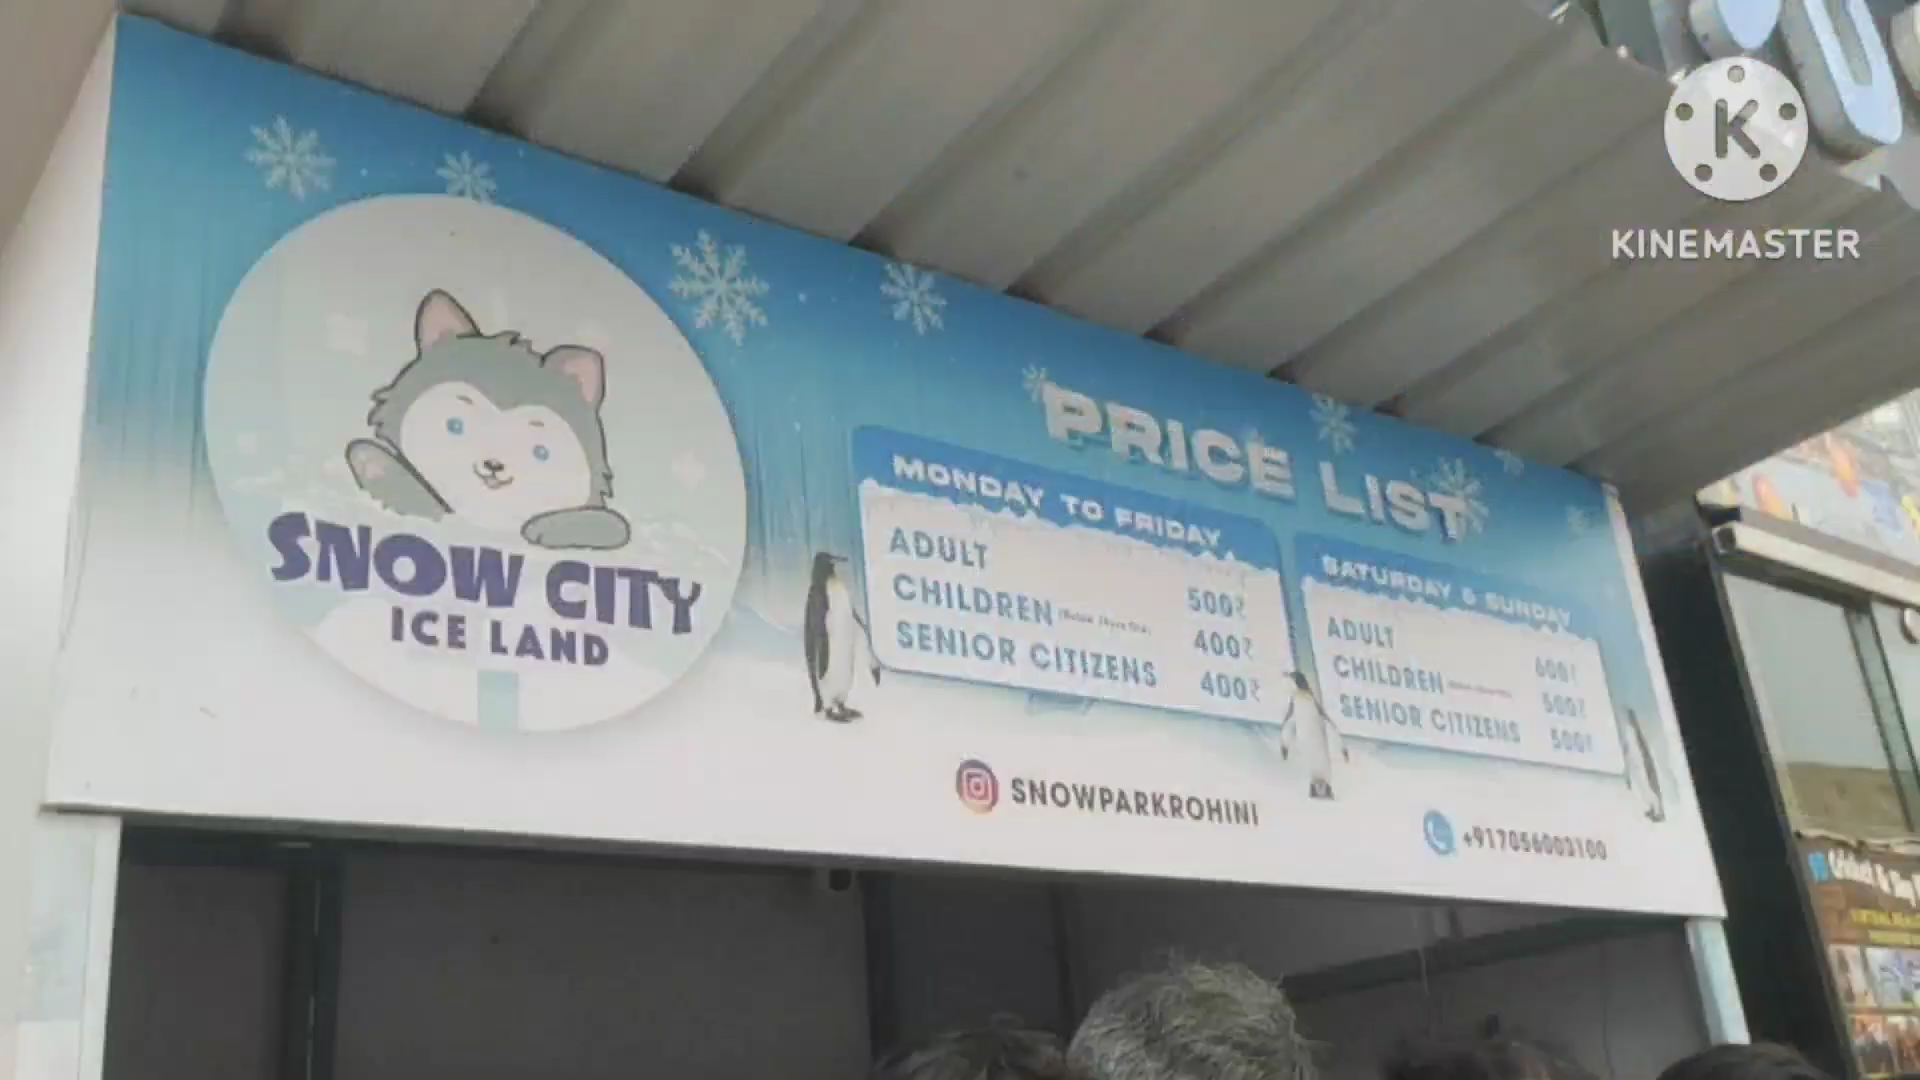 KINEMASTER
SNOW CITY
ICE LAND
PRICE LIST
MONDAY TO FRIDAY
ADULT 500₹
CHILDREN 400₹
SENIOR CITIZENS 400₹
SATURDAY & SUNDAY
ADULT 600₹
CHILDREN 500₹
SENIOR CITIZENS 500₹
SNOWPARKROHINI
+917056003100